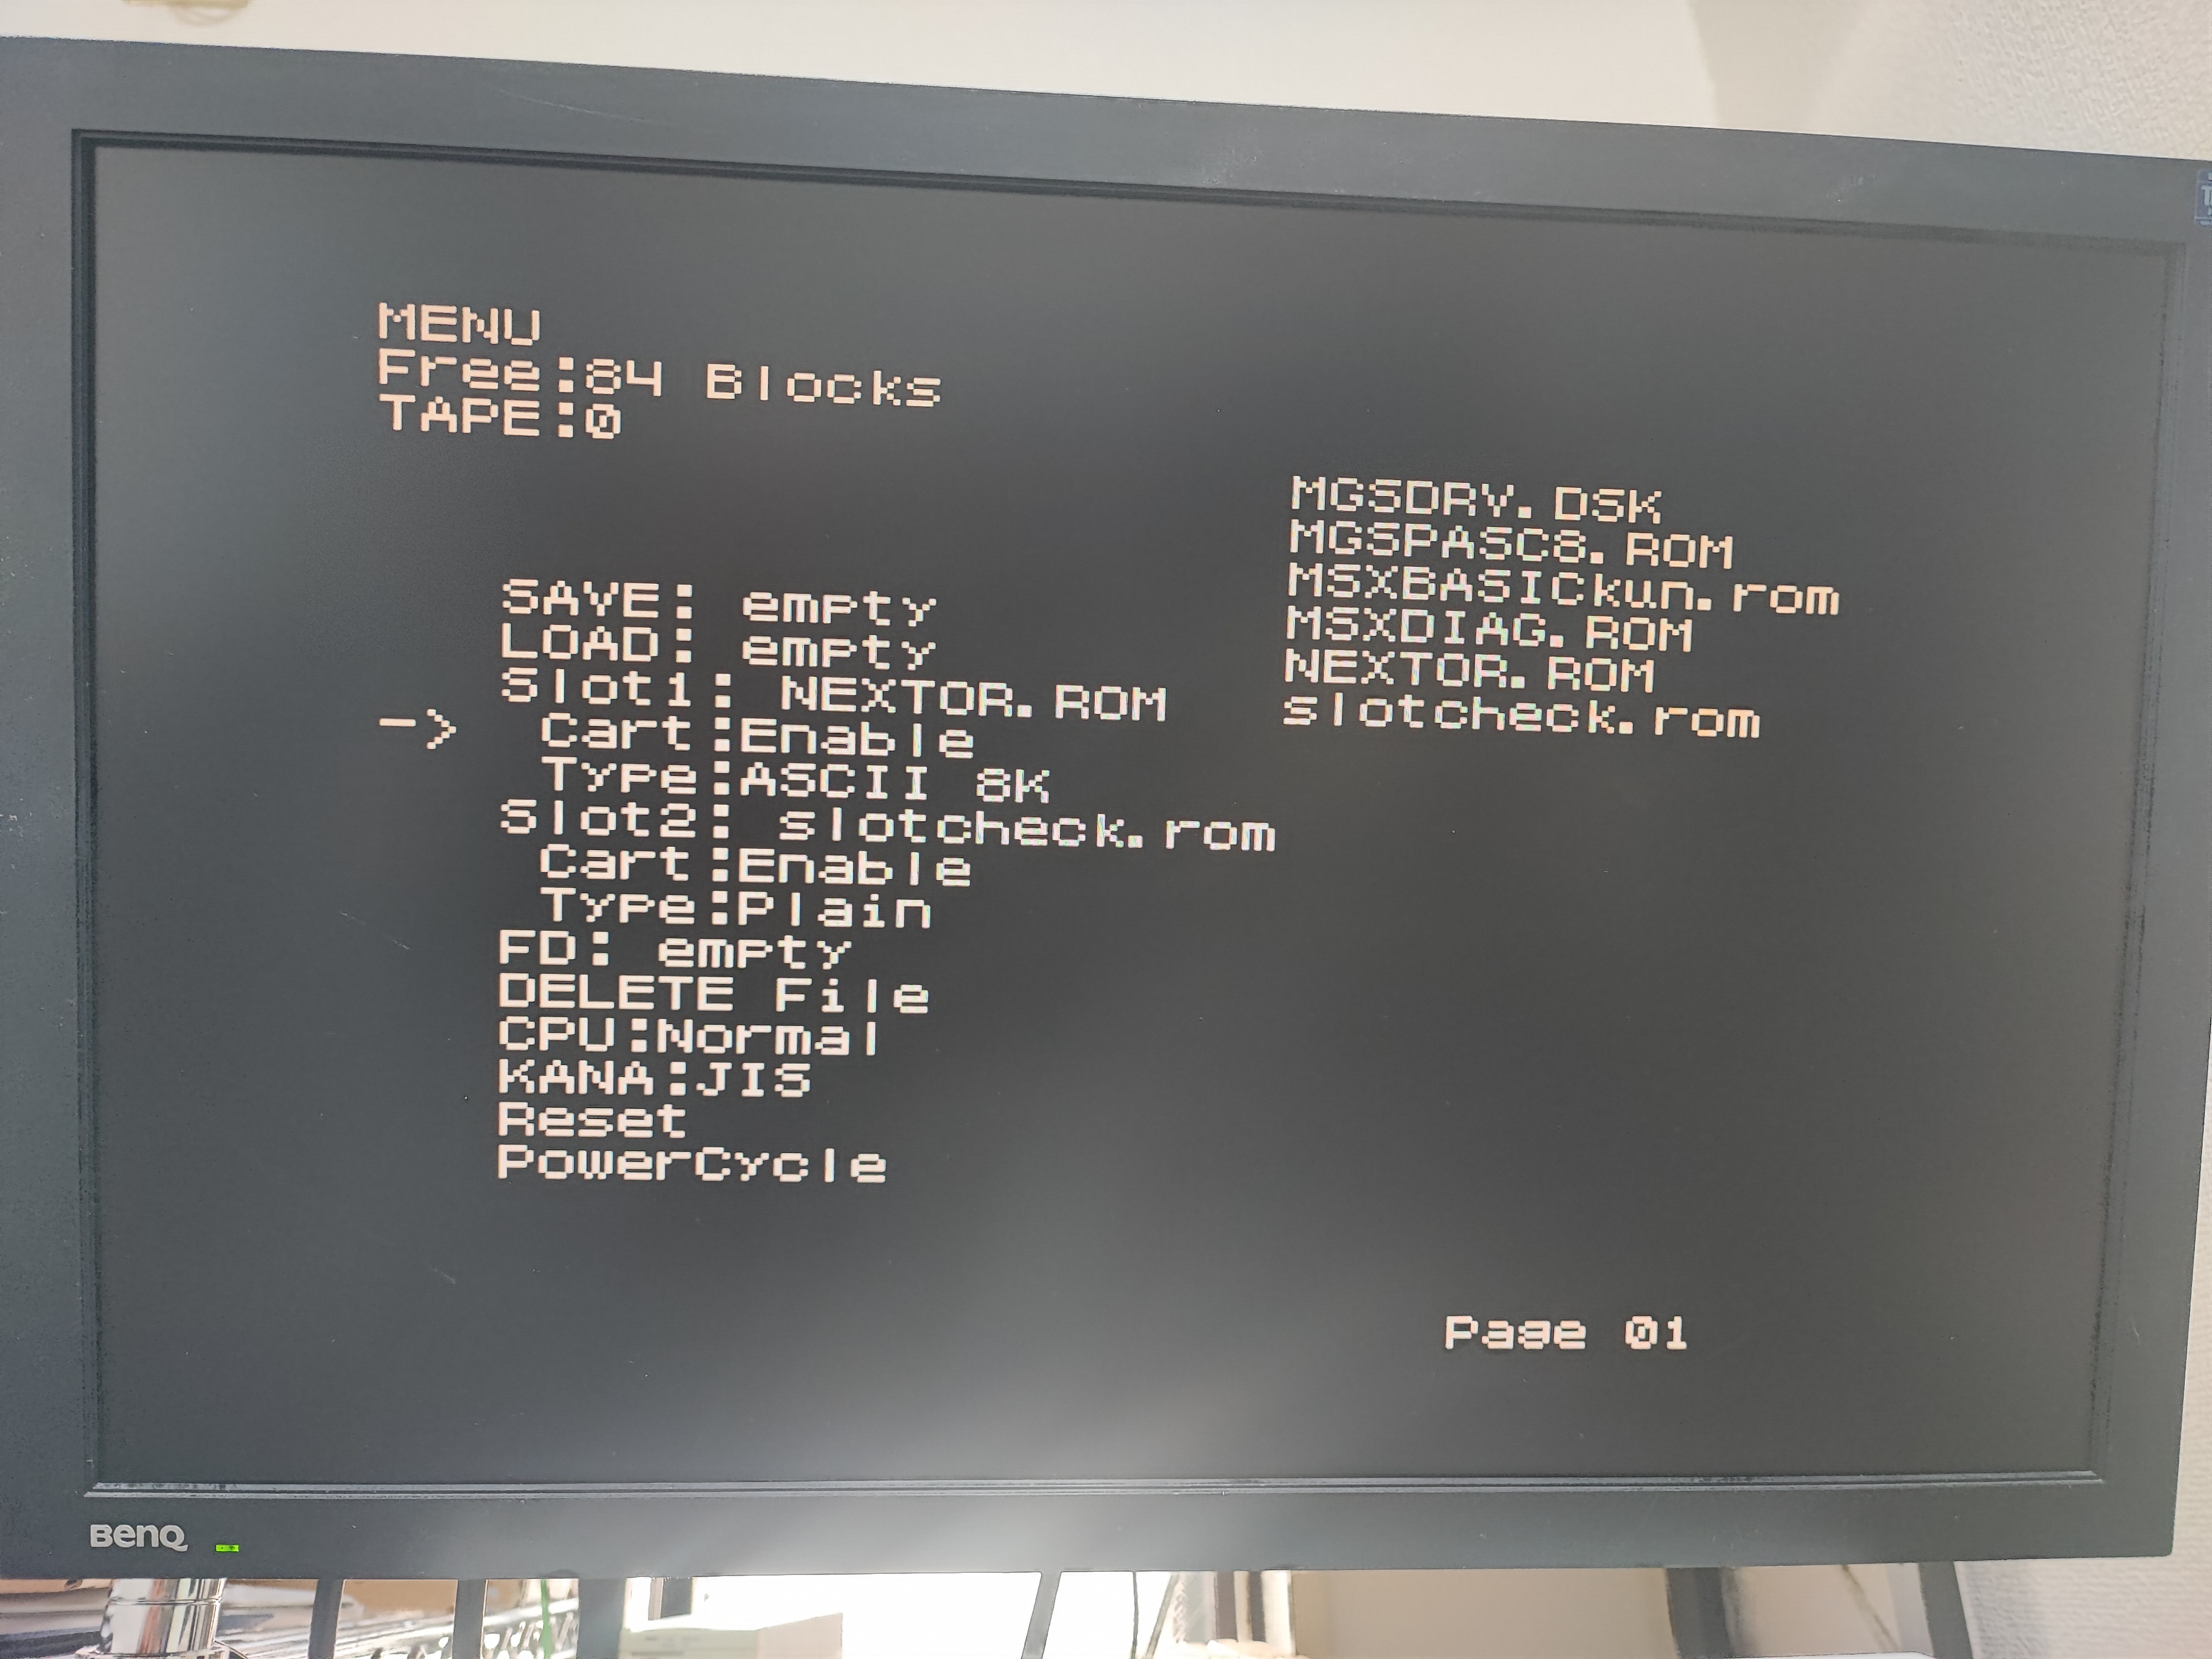 MENU
Free:84 Blocks
TAPE:0
SAVE: empty
LOAD: empty
Slot1: NEXTOR.ROM
-> Cart:Enable
Type:ASCII 8K
Slot2: slotcheck.rom
Cart:Enable
Type:Plain
FD: empty
DELETE File
CPU:Normal
KANA:JIS
Reset
PowerCycle
MGSDRV.DSK
MGSPASC8.ROM
MSXBASICkun.rom
MSXDIAG.ROM
NEXTOR.ROM
slotcheck.rom
Page 01
BenQ